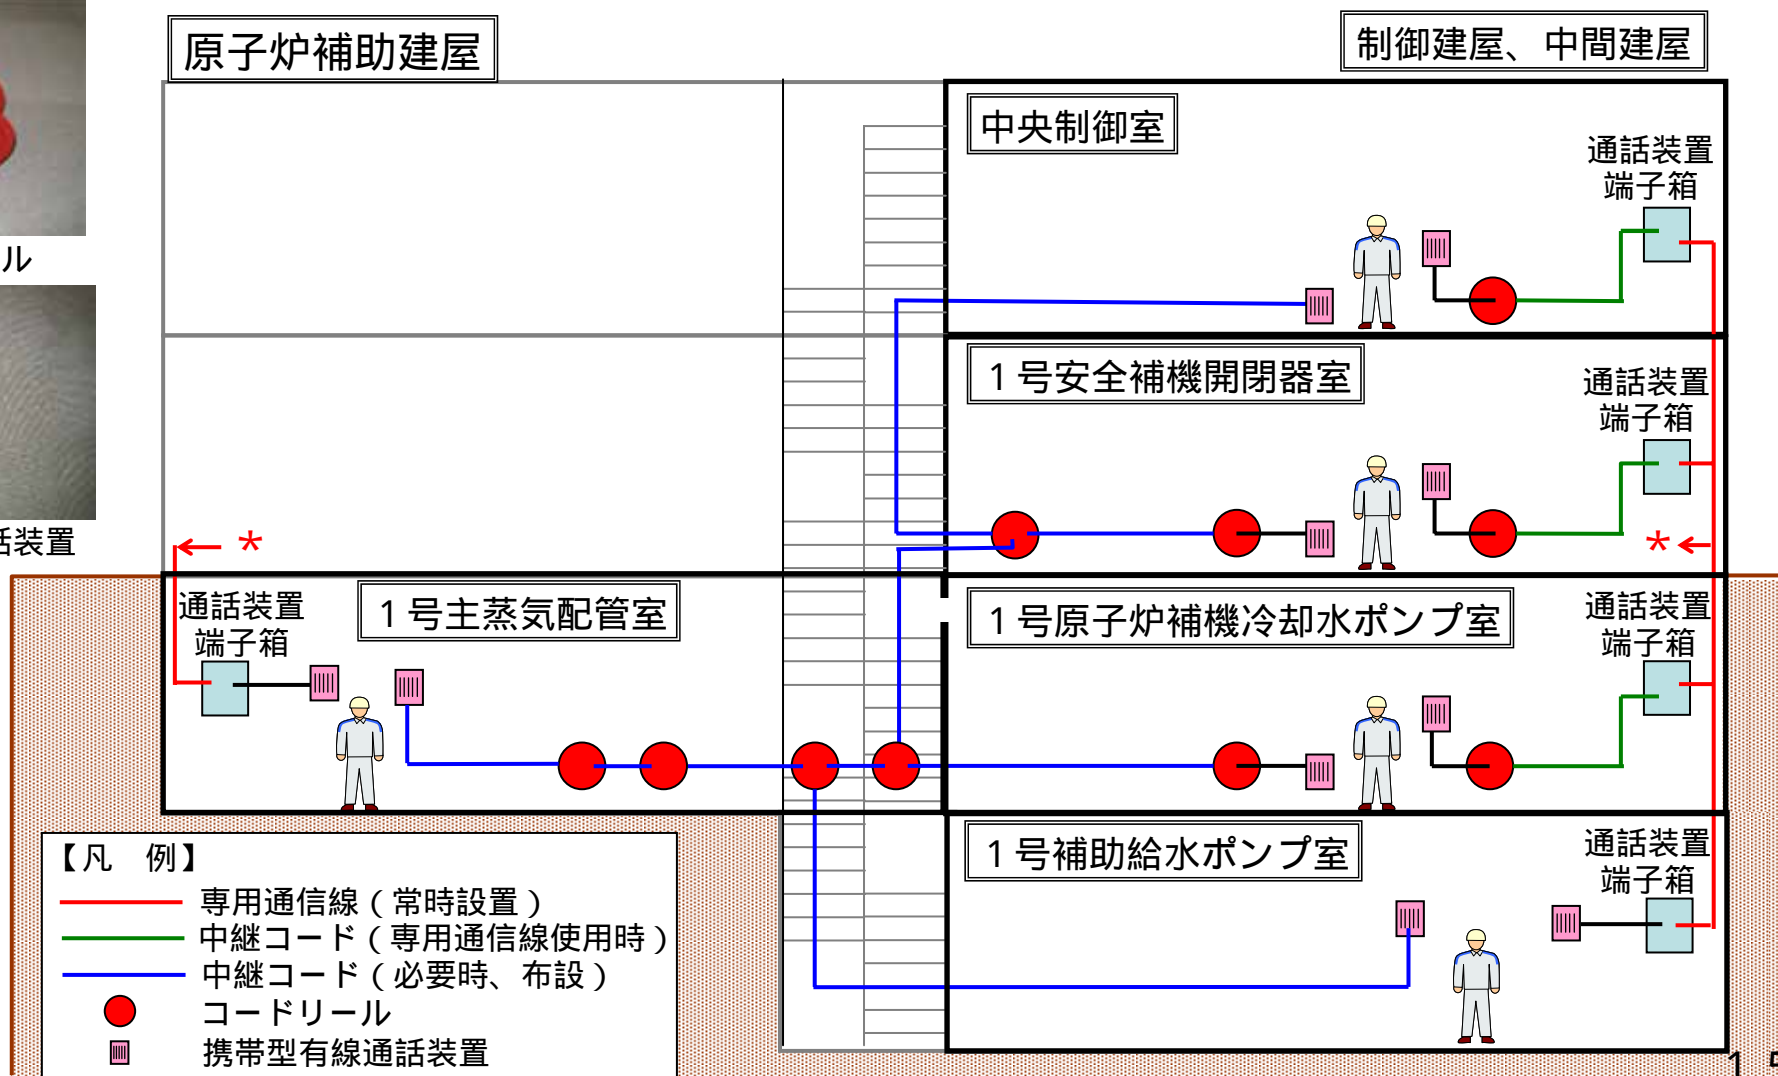 原子炉補助建屋
制御建屋、中間建屋
ル
話装置
中央制御室
通話装置
端子箱
1号安全補機開閉器室
通話装置
端子箱
*
*
通話装置
端子箱
1号主蒸気配管室
1号原子炉補機冷却水ポンプ室
通話装置
端子箱
1号補助給水ポンプ室
通話装置
端子箱
【凡　例】
専用通信線（常時設置）
中継コード（専用通信線使用時）
中継コード（必要時、布設）
コードリール
携帯型有線通話装置